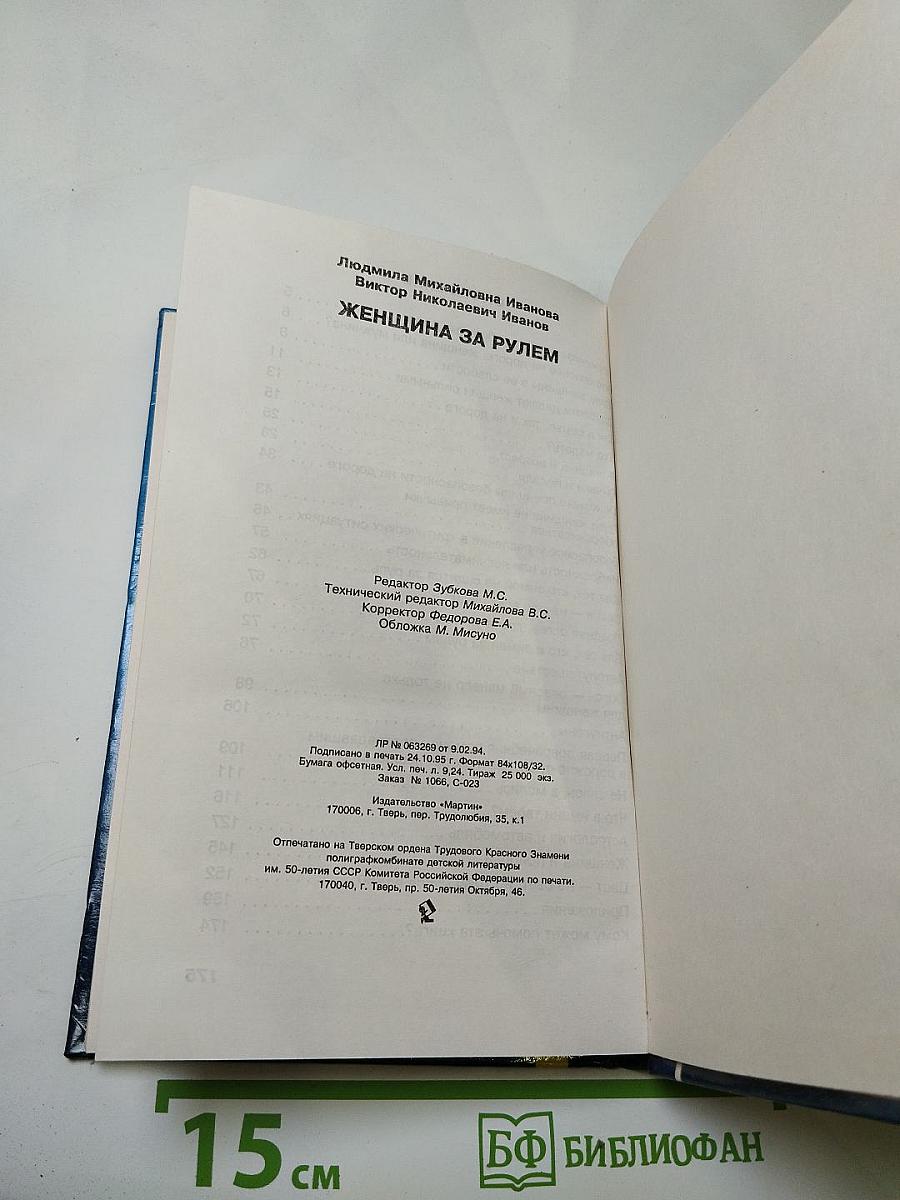 Людмила Михайловна Иванова
Виктор Николаевич Иванов
ЖЕНЩИНА ЗА РУЛЕМ
Редактор Зубкова М.С.
Технический редактор Михайлова В.С.
Корректор Федорова Е.А.
Обложка М. Мисуно
ЛР № 063269 от 9.02.94.
Подписано в печать 24.10.95 г. Формат 84х108/32.
Бумага офсетная. Усл. печ. л. 9,24. Тираж 25 000 экз.
Заказ № 1066, С-023
Издательство «Мартин»
170006, г. Тверь, пер. Трудолюбия, 35, к.1
Отпечатано на Тверском ордена Трудового Красного Знамени
полиграфкомбинате детской литературы
им. 50-летия СССР Комитета Российской Федерации по печати.
170040, г. Тверь, пр. 50-летия Октября, 46.
15 см
БФ БИБЛИОФАН